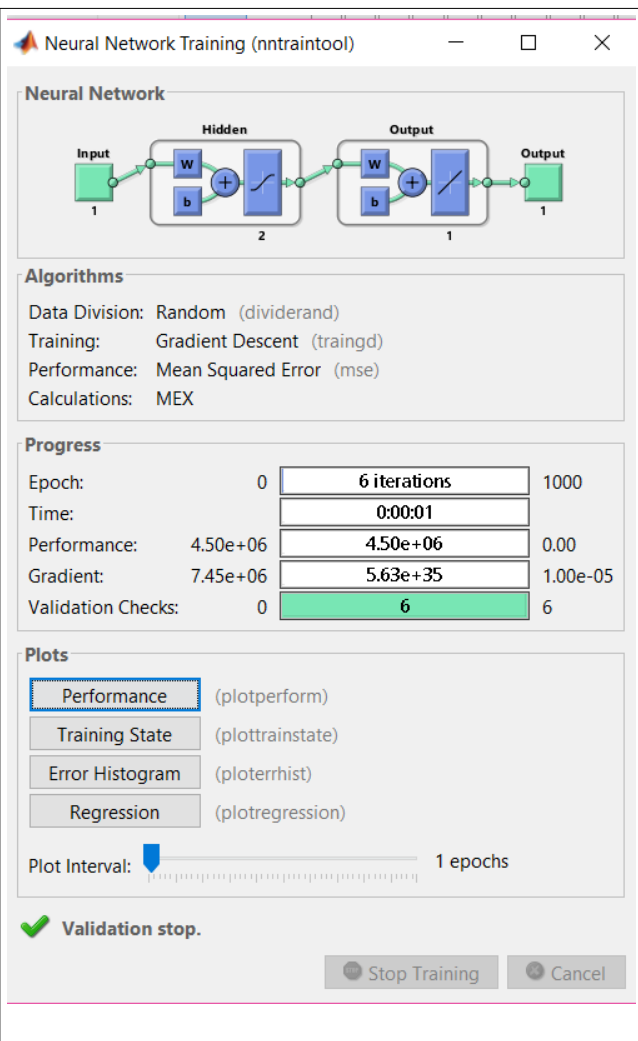 Neural Network Training (nntraintool)
Neural Network
Hidden
Output
Input
Output
W
W
b
b
1
2
1
1
Algorithms
Data Division: Random (dividerand)
Training: Gradient Descent (traingd)
Performance: Mean Squared Error (mse)
Calculations: MEX
Progress
Epoch: 0 6 iterations 1000
Time: 0:00:01
Performance: 4.50e+06 4.50e+06 0.00
Gradient: 7.45e+06 5.63e+35 1.00e-05
Validation Checks: 0 6 6
Plots
Performance (plotperform)
Training State (plottrainstate)
Error Histogram (ploterrhist)
Regression (plotregression)
Plot Interval: 1 epochs
Validation stop.
Stop Training Cancel